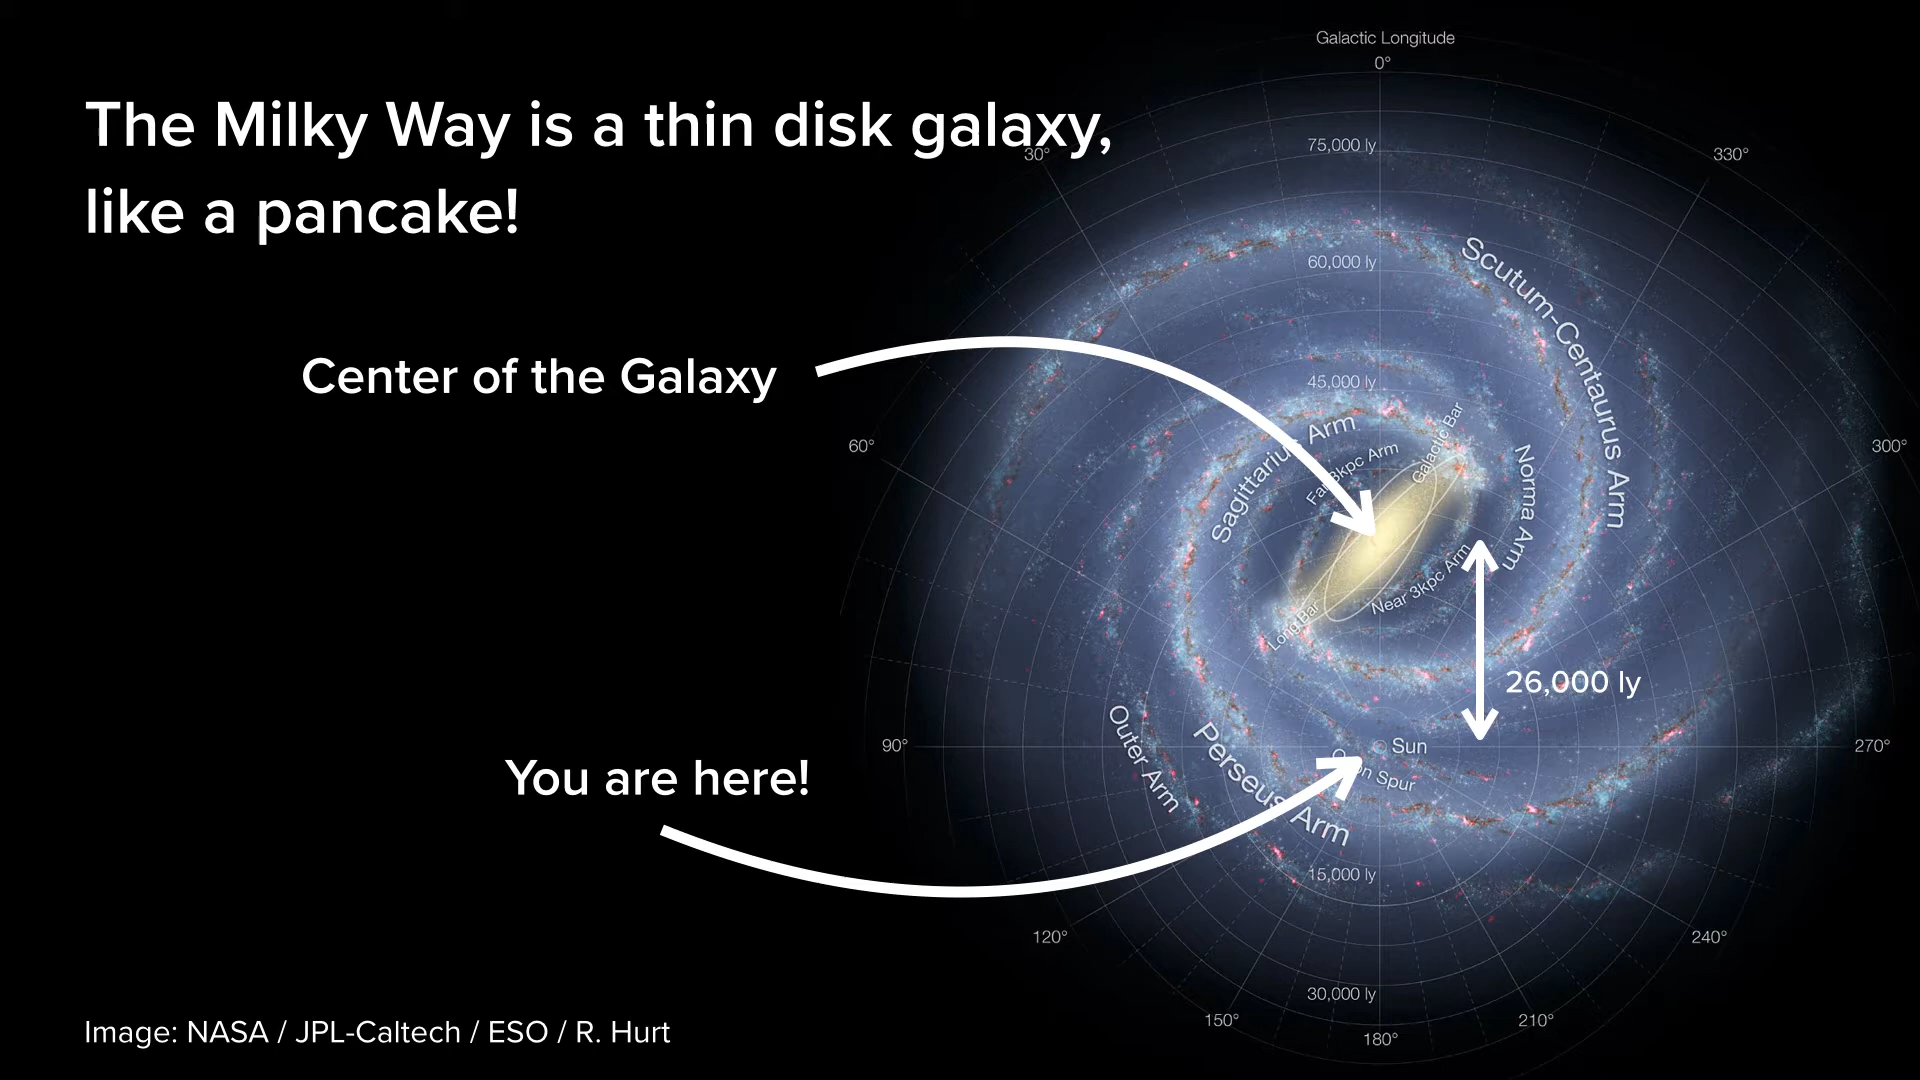 Galactic Longitude
0°
The Milky Way is a thin disk galaxy,
like a pancake!
30°
330°
75,000 ly
60,000 ly
Scutum-Centaurus Arm
Center of the Galaxy
45,000 ly
60°
300°
Sagittarius Arm
Far 3kpc Arm
Galactic Bar
Norma Arm
Near 3kpc Arm
Long Bar
26,000 ly
Outer Arm
Perseus Arm
90°
Sun
270°
You are here!
Orion Spur
15,000 ly
120°
240°
30,000 ly
150°
210°
180°
Image: NASA / JPL-Caltech / ESO / R. Hurt